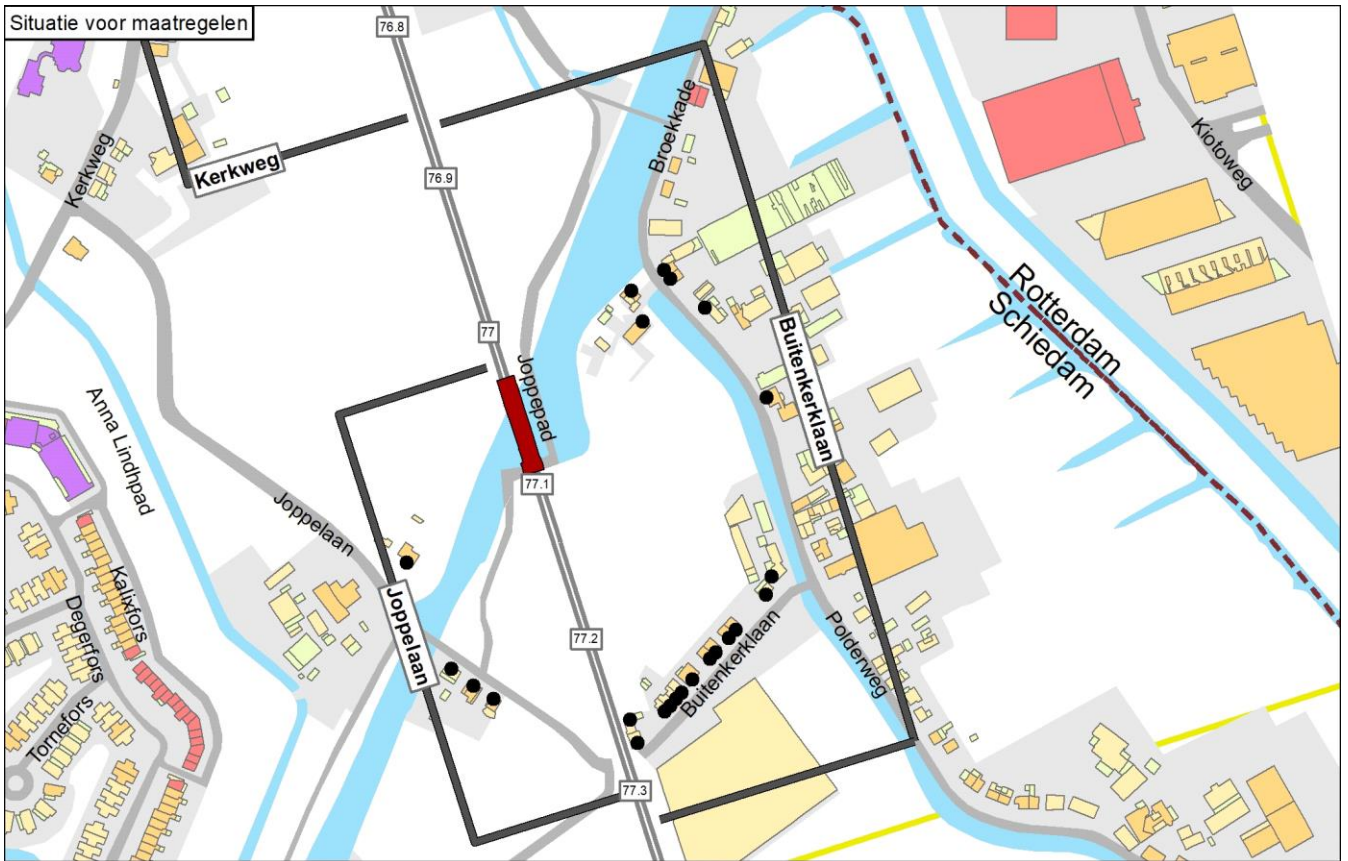 Situatie voor maatregelen
76.8
Kerkweg
Kerkweg
76.9
Broekkade
Kiotoweg
Rotterdam
Schiedam
77
Joppepad
Buitenkerklaan
Anna Lindhpad
77.1
Joppelaan
Joppelaan
Kalixfors
Degerfors
Tornefors
77.2
Buitenkerklaan
Polderweg
77.3